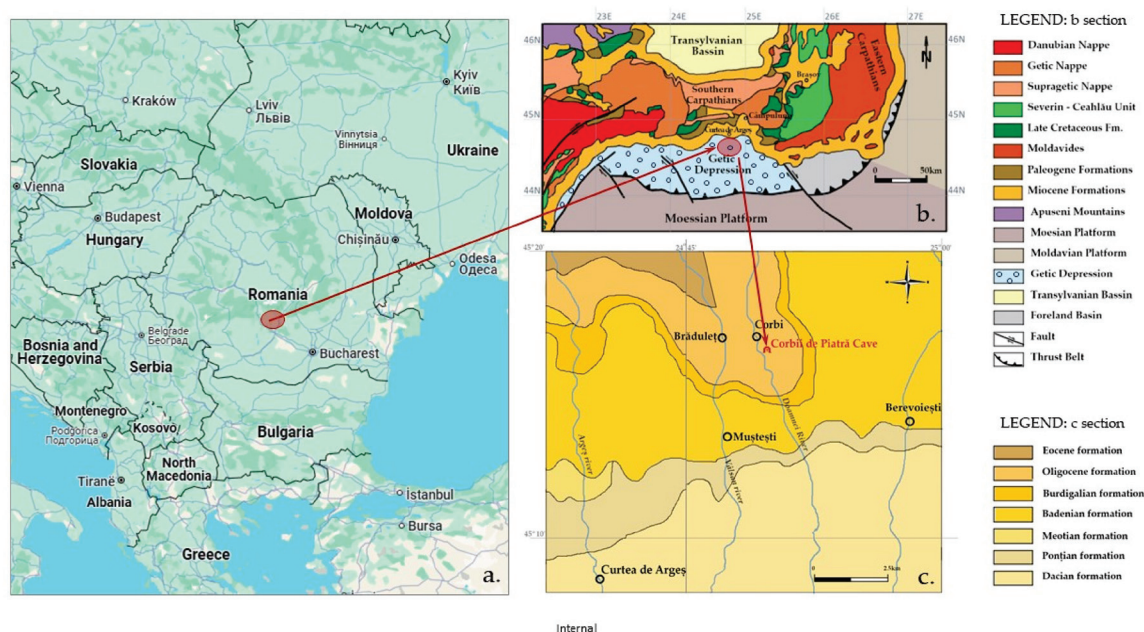 Kyiv
Київ
Kraków
Lviv
Львів
Vinnytsia
Вінниця
Ukraine
Slovakia
Vienna
Budapest
Hungary
Moldova
Chișinău
Odesa
Одеса
Romania
Belgrade
Београд
Bosnia and
Herzegovina
Bucharest
Serbia
Montenegro
Podgorica
Подгорица
Kosovo
Bulgaria
North
Macedonia
Tirane
Albania
İstanbul
Bursa
Greece
a.
23E
24E
25E
26E
27E
46N
46N
45N
45N
44N
44N
Transylvanian
Bassin
Eastern
Carpathians
N
Brașov
Southern
Carpathians
Câmpulung
Curtea de Argeș
Getic
Depression
0
50km
Moessian Platform
b.
45°20'
24°45'
25°00'
Corbi
Brăduleț
Corbii de Piatră Cave
Doamnei River
Berevoiești
Muștești
Argeș river
Vâlsan river
45°10'
Curtea de Argeș
0
2.5km
c.
LEGEND: b section
Danubian Nappe
Getic Nappe
Supragetic Nappe
Severin - Ceahlău Unit
Late Cretaceous Fm.
Moldavides
Paleogene Formations
Miocene Formations
Apuseni Mountains
Moesian Platform
Moldavian Platform
Getic Depression
Transylvanian Bassin
Foreland Basin
Fault
Thrust Belt
LEGEND: c section
Eocene formation
Oligocene formation
Burdigalian formation
Badenian formation
Meotian formation
Ponțian formation
Dacian formation
Internal